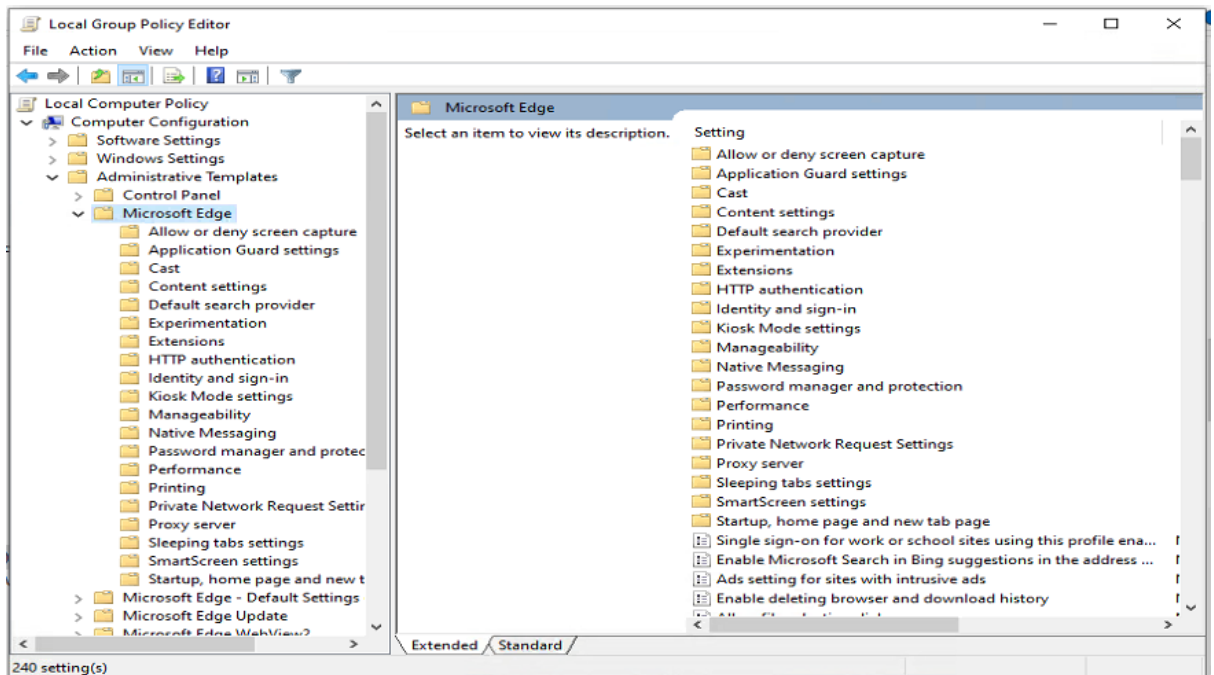 Local Group Policy Editor
File Action View Help
Local Computer Policy
Computer Configuration
Software Settings
Windows Settings
Administrative Templates
Control Panel
Microsoft Edge
Allow or deny screen capture
Application Guard settings
Cast
Content settings
Default search provider
Experimentation
Extensions
HTTP authentication
Identity and sign-in
Kiosk Mode settings
Manageability
Native Messaging
Password manager and protec
Performance
Printing
Private Network Request Settir
Proxy server
Sleeping tabs settings
SmartScreen settings
Startup, home page and new t
Microsoft Edge - Default Settings
Microsoft Edge Update
Microsoft Edge WebView2
Microsoft Edge
Select an item to view its description.
Setting
Allow or deny screen capture
Application Guard settings
Cast
Content settings
Default search provider
Experimentation
Extensions
HTTP authentication
Identity and sign-in
Kiosk Mode settings
Manageability
Native Messaging
Password manager and protection
Performance
Printing
Private Network Request Settings
Proxy server
Sleeping tabs settings
SmartScreen settings
Startup, home page and new tab page
Single sign-on for work or school sites using this profile ena...
Enable Microsoft Search in Bing suggestions in the address ...
Ads setting for sites with intrusive ads
Enable deleting browser and download history
Extended Standard
240 setting(s)